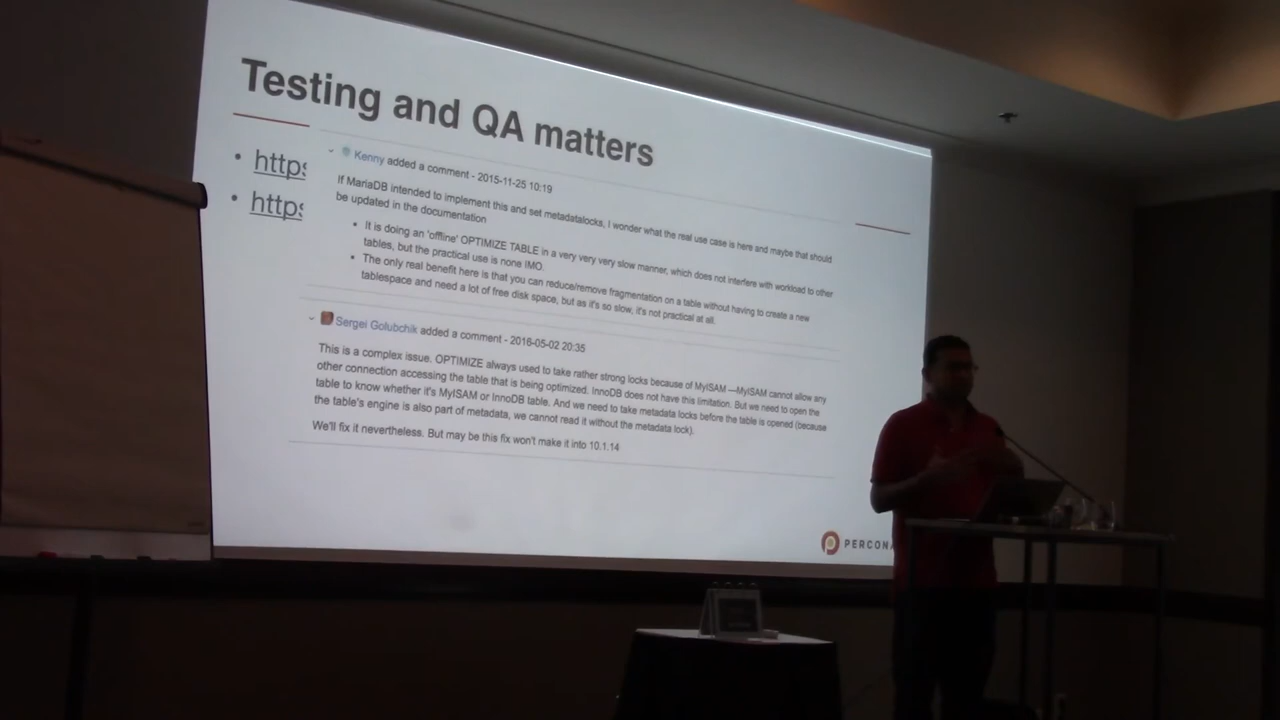 Testing and QA matters
https
https
Kenny added a comment - 2015-11-25 10:19
If MariaDB intended to implement this and set metadatalocks, I wonder what the real use case is here and maybe that should
be updated in the documentation
It is doing an 'offline' OPTIMIZE TABLE in a very very very slow manner, which does not interfere with workload to other
tables, but the practical use is none IMO.
The only real benefit here is that you can reduce/remove fragmentation on a table without having to create a new
tablespace and need a lot of free disk space, but as it's so slow, it's not practical at all.
Sergei Golubchik added a comment - 2016-05-02 20:35
This is a complex issue. OPTIMIZE always used to take rather strong locks because of MyISAM —MyISAM cannot allow any
other connection accessing the table that is being optimized. InnoDB does not have this limitation. But we need to open the
table to know whether it's MyISAM or InnoDB table. And we need to take metadata locks before the table is opened (because
the table's engine is also part of metadata, we cannot read it without the metadata lock).
We'll fix it nevertheless. But may be this fix won't make it into 10.1.14
PERCONA